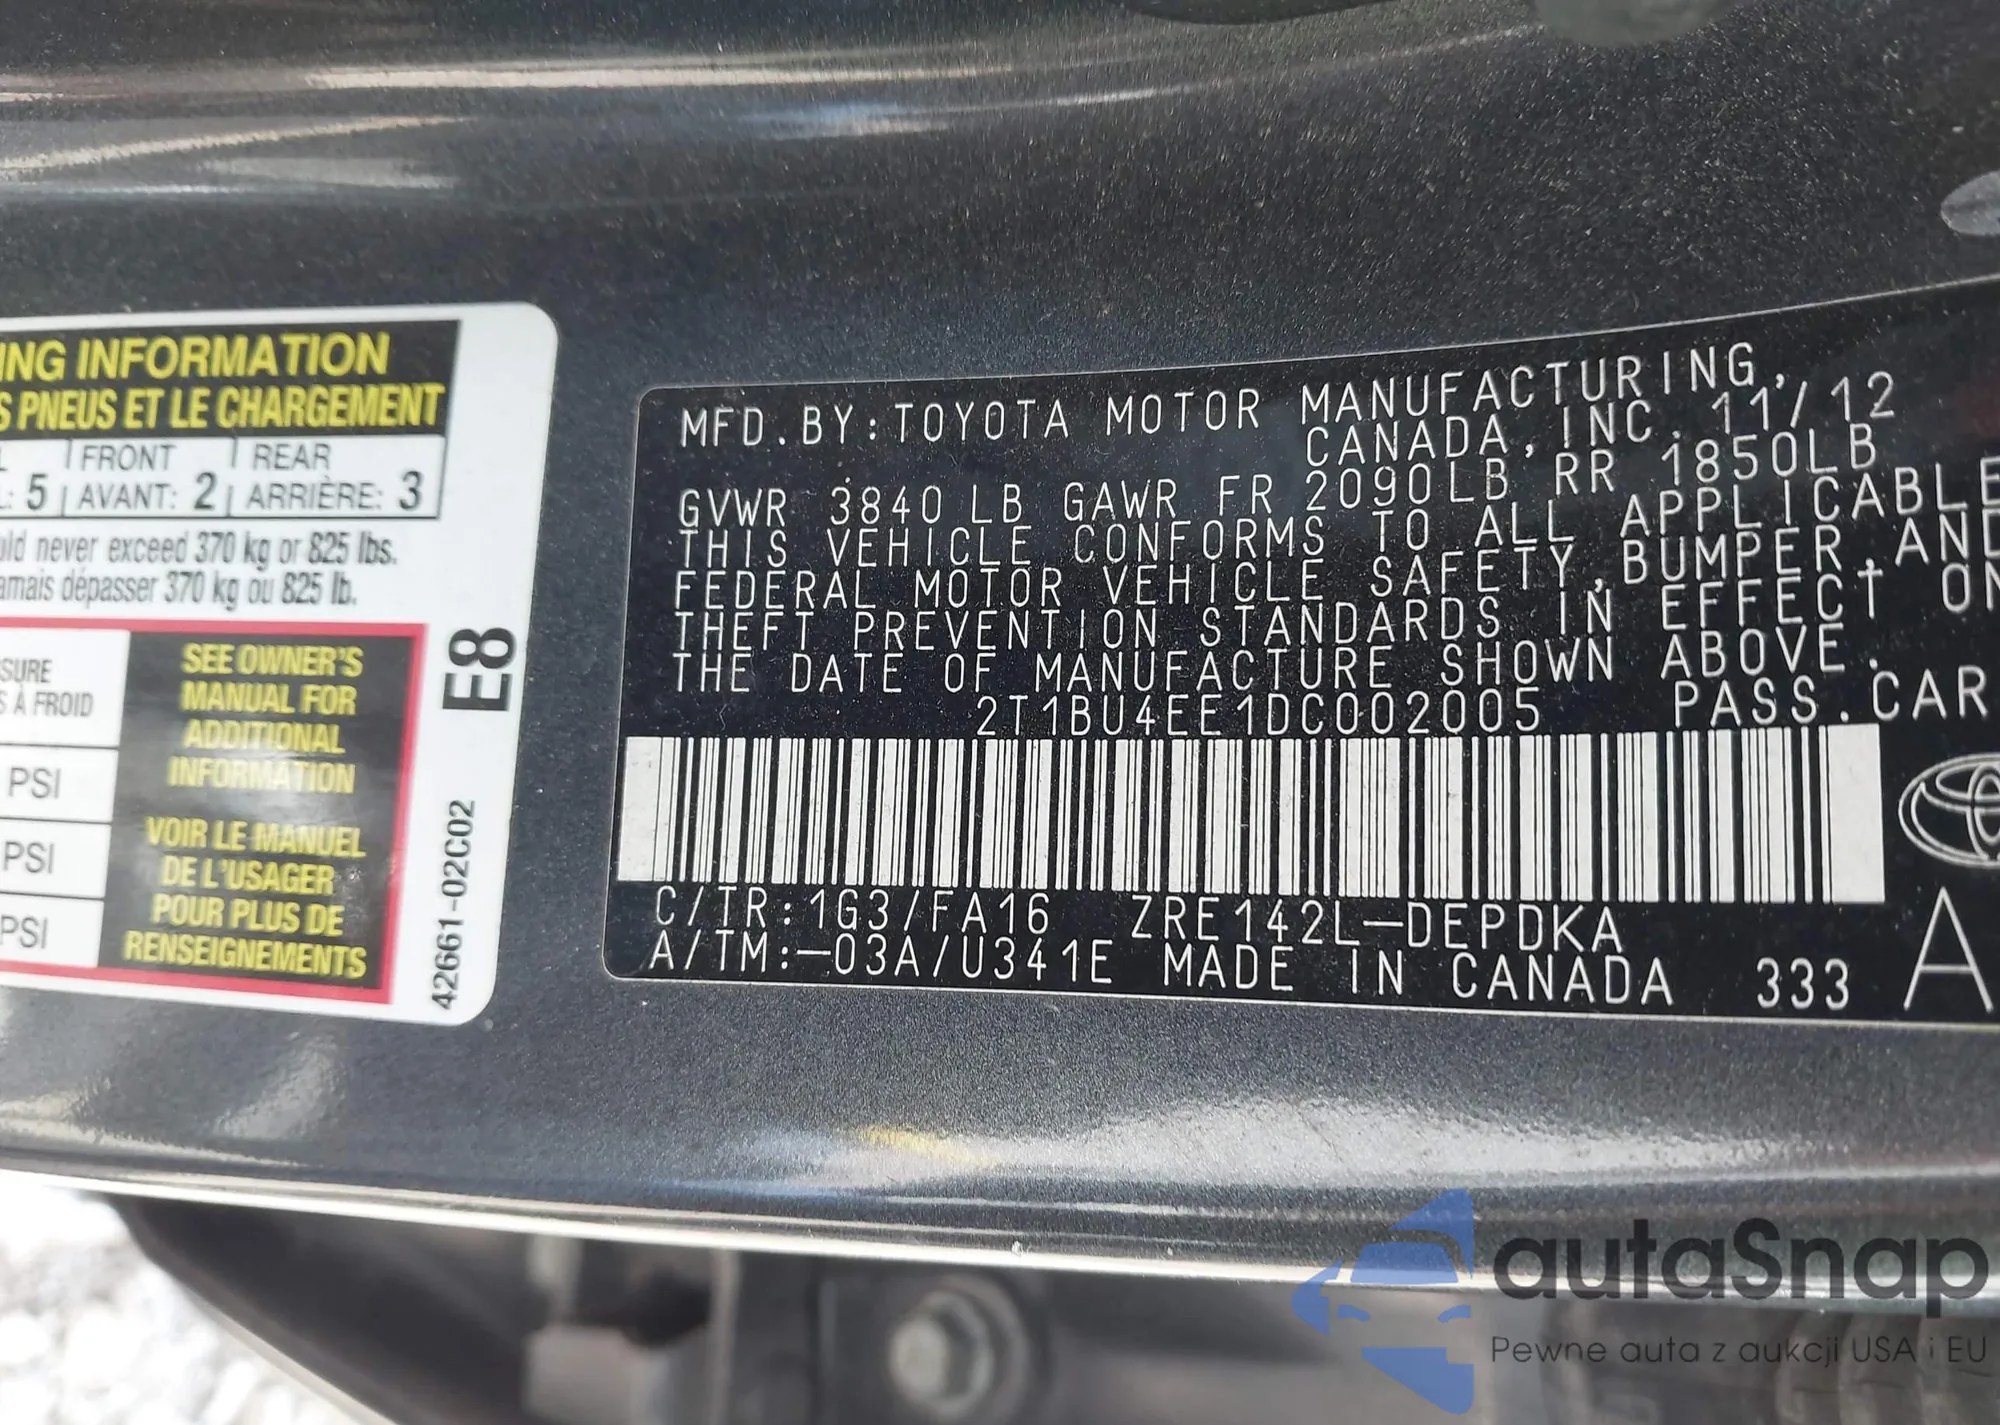 ING INFORMATION
S PNEUS ET LE CHARGEMENT
FRONT REAR
: 5 AVANT: 2 ARRIÈRE: 3
uld never exceed 370 kg or 825 lbs.
amais dépasser 370 kg ou 825 lb.
SURE
S À FROID
PSI
PSI
PSI
SEE OWNER'S
MANUAL FOR
ADDITIONAL
INFORMATION
VOIR LE MANUEL
DE L'USAGER
POUR PLUS DE
RENSEIGNEMENTS
E8
42661-02C02
MFD.BY:TOYOTA MOTOR MANUFACTURING,
CANADA,INC. 11/12
GVWR 3840LB GAWR FR 2090LB RR 1850LB
THIS VEHICLE CONFORMS TO ALL APPLICABLE
FEDERAL MOTOR VEHICLE SAFETY,BUMPER,AND
THEFT PREVENTION STANDARDS IN EFFECT ON
THE DATE OF MANUFACTURE SHOWN ABOVE.
2T1BU4EE1DC002005 PASS.CAR
C/TR:1G3/FA16 ZRE142L-DEPDKA
A/TM:-03A/U341E MADE IN CANADA 333 A
autaSnap
Pewne auta z aukcji USA i EU